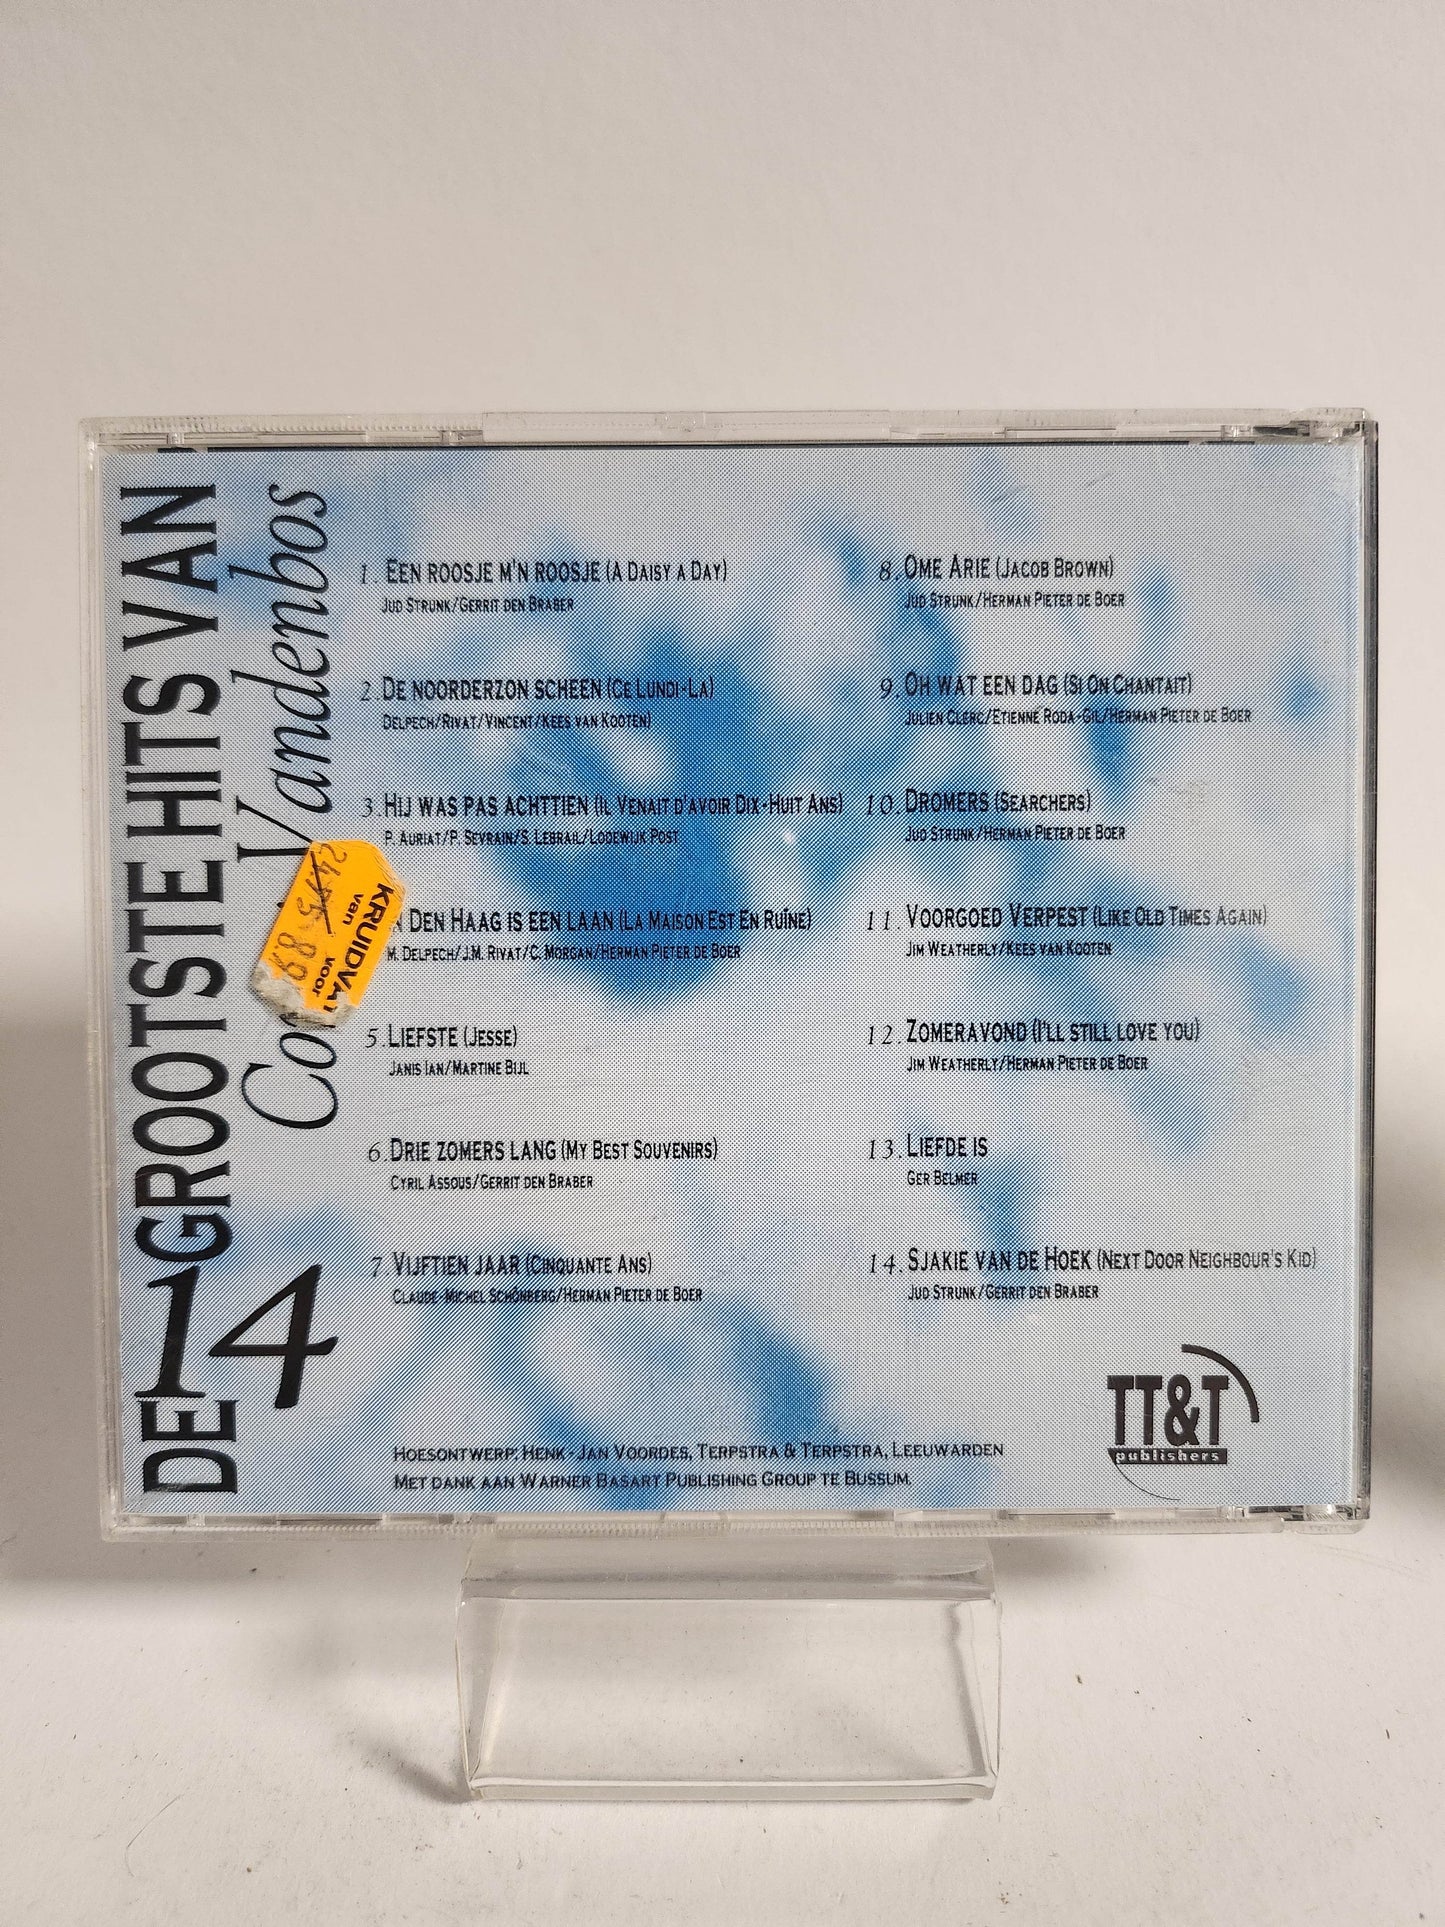 DE 14 GROOTSTE HITS VAN
Vandenbos
KRUIDVAT
van
24.95
voor
1. EEN ROOSJE M'N ROOSJE (A DAISY A DAY)
JUD STRUNK/GERRIT DEN BRABER
2. DE NOORDERZON SCHEEN (CE LUNDI-LA)
DELPECH/RIVAT/VINCENT/KEES VAN KOOTEN)
3. HIJ WAS PAS ACHTTIEN (IL VENAIT D'AVOIR DIX-HUIT ANS)
P. AURIAT/P. SEVRAIN/S. LEBRAIL/LODEWIJK POST
DEN HAAG IS EEN LAAN (LA MAISON EST EN RUÎNE)
M. DELPECH/J.M. RIVAT/C. MORGAN/HERMAN PIETER DE BOER
5. LIEFSTE (JESSE)
JANIS IAN/MARTINE BIJL
6. DRIE ZOMERS LANG (MY BEST SOUVENIRS)
CYRIL ASSOUS/GERRIT DEN BRABER
7. VIJFTIEN JAAR (CINQUANTE ANS)
CLAUDE-MICHEL SCHÖNBERG/HERMAN PIETER DE BOER
8. OME ARIE (JACOB BROWN)
JUD STRUNK/HERMAN PIETER DE BOER
9. OH WAT EEN DAG (SI ON CHANTAIT)
JULIEN CLERC/ETIENNE RODA-GIL/HERMAN PIETER DE BOER
10. DROMERS (SEARCHERS)
JUD STRUNK/HERMAN PIETER DE BOER
11. VOORGOED VERPEST (LIKE OLD TIMES AGAIN)
JIM WEATHERLY/KEES VAN KOOTEN
12. ZOMERAVOND (I'LL STILL LOVE YOU)
JIM WEATHERLY/HERMAN PIETER DE BOER
13. LIEFDE IS
GER BELMER
14. SJAKIE VAN DE HOEK (NEXT DOOR NEIGHBOUR'S KID)
JUD STRUNK/GERRIT DEN BRABER
TT&T
publishers
HOESONTWERP: HENK-JAN VOORDES, TERPSTRA & TERPSTRA, LEEUWARDEN
MET DANK AAN WARNER BASART PUBLISHING GROUP TE BUSSUM.